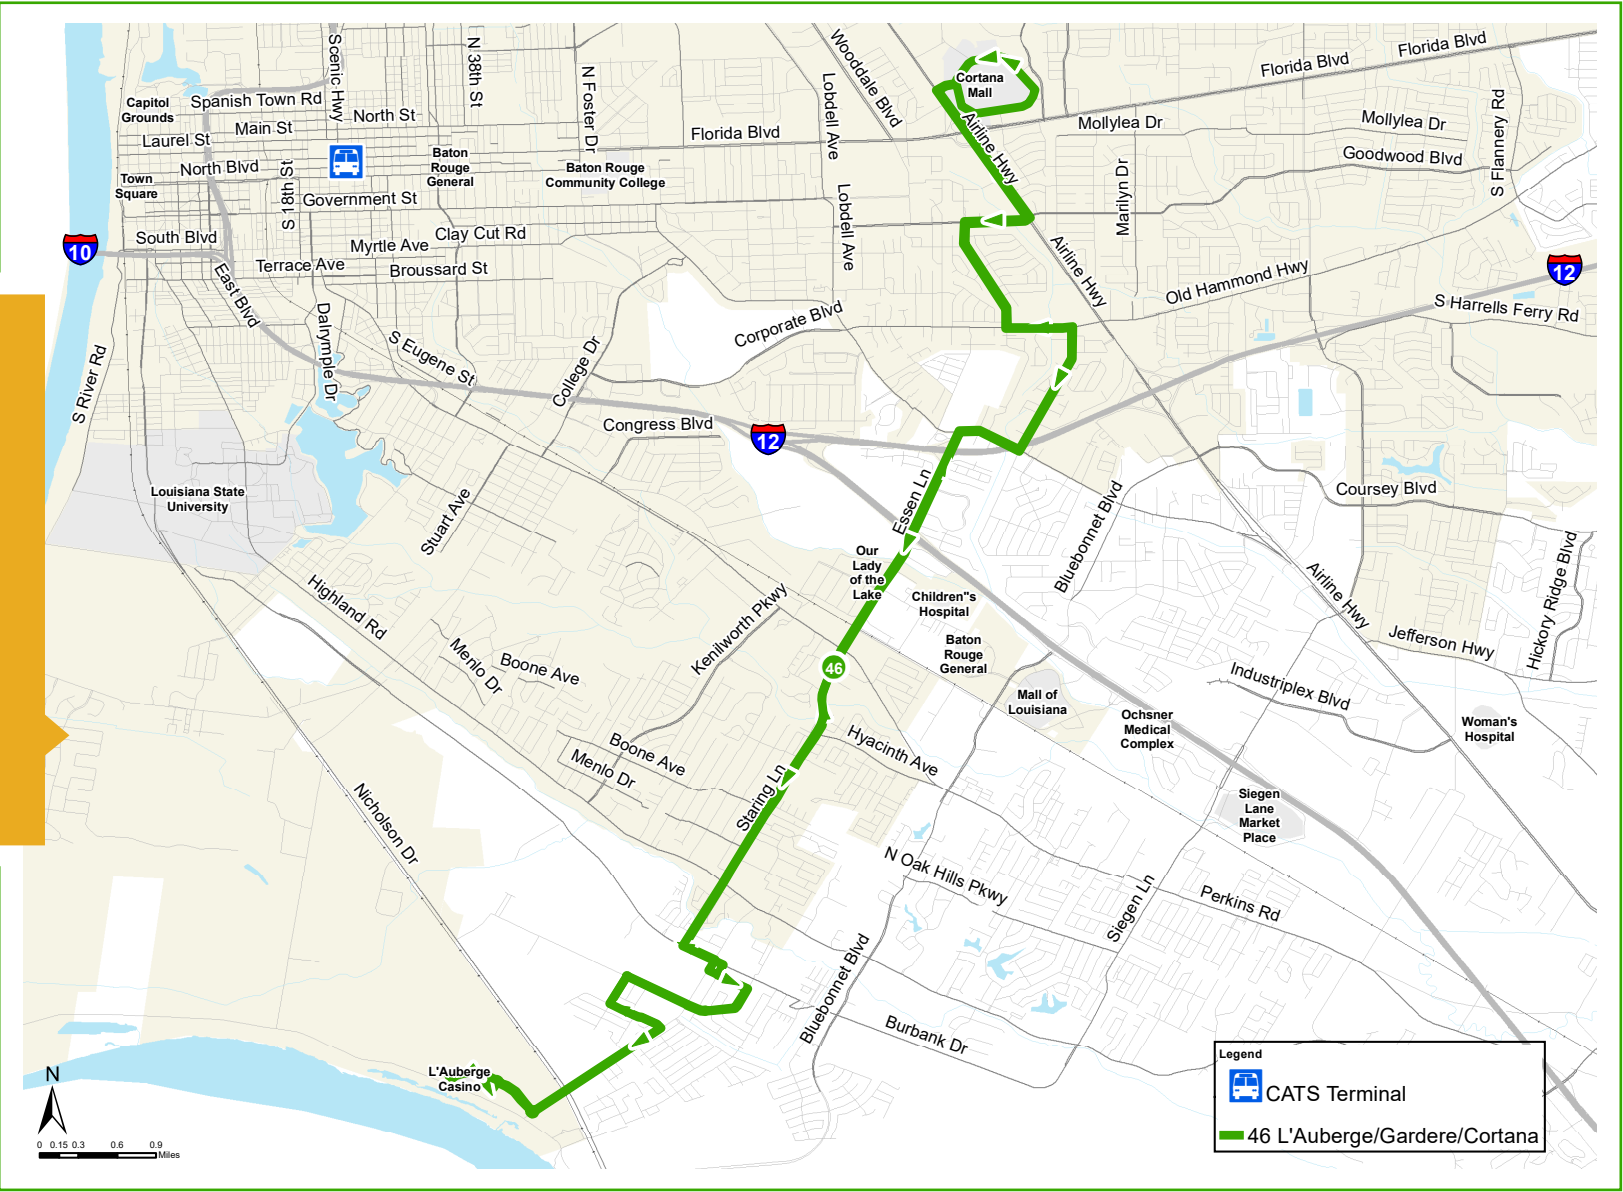 Scenic Hwy
N 38th St
N Foster Dr
Wooddale Blvd
Lobdell Ave
Cortana
Mall
Florida Blvd
Florida Blvd
Capitol
Grounds
Spanish Town Rd
North St
Main St
Laurel St
Florida Blvd
Airline Hwy
Mollylea Dr
Mollylea Dr
S Flannery Rd
North Blvd
Baton
Rouge
General
Baton Rouge
Community College
Goodwood Blvd
Town
Square
S 18th St
Government St
Lobdell Ave
Marilyn Dr
South Blvd
Clay Cut Rd
Myrtle Ave
10
Terrace Ave
Broussard St
East Blvd
Airline Hwy
Old Hammond Hwy
12
S Harrells Ferry Rd
Dalrymple Dr
S Eugene St
College Dr
Corporate Blvd
S River Rd
Congress Blvd
12
Louisiana State
University
Stuart Ave
Essen Ln
Bluebonnet Blvd
Coursey Blvd
Our
Lady
of the
Lake
Children"s
Hospital
Airline Hwy
Hickory Ridge Blvd
Highland Rd
Menlo Dr
Boone Ave
Kenilworth Pkwy
46
Baton
Rouge
General
Jefferson Hwy
Industriplex Blvd
Mall of
Louisiana
Ochsner
Medical
Complex
Woman's
Hospital
Boone Ave
Menlo Dr
Hyacinth Ave
Staring Ln
Nicholson Dr
Siegen
Lane
Market
Place
N Oak Hills Pkwy
Siegen Ln
Perkins Rd
Bluebonnet Blvd
Burbank Dr
L'Auberge
Casino
N
0 0.15 0.3 0.6 0.9
Miles
Legend
CATS Terminal
46 L'Auberge/Gardere/Cortana